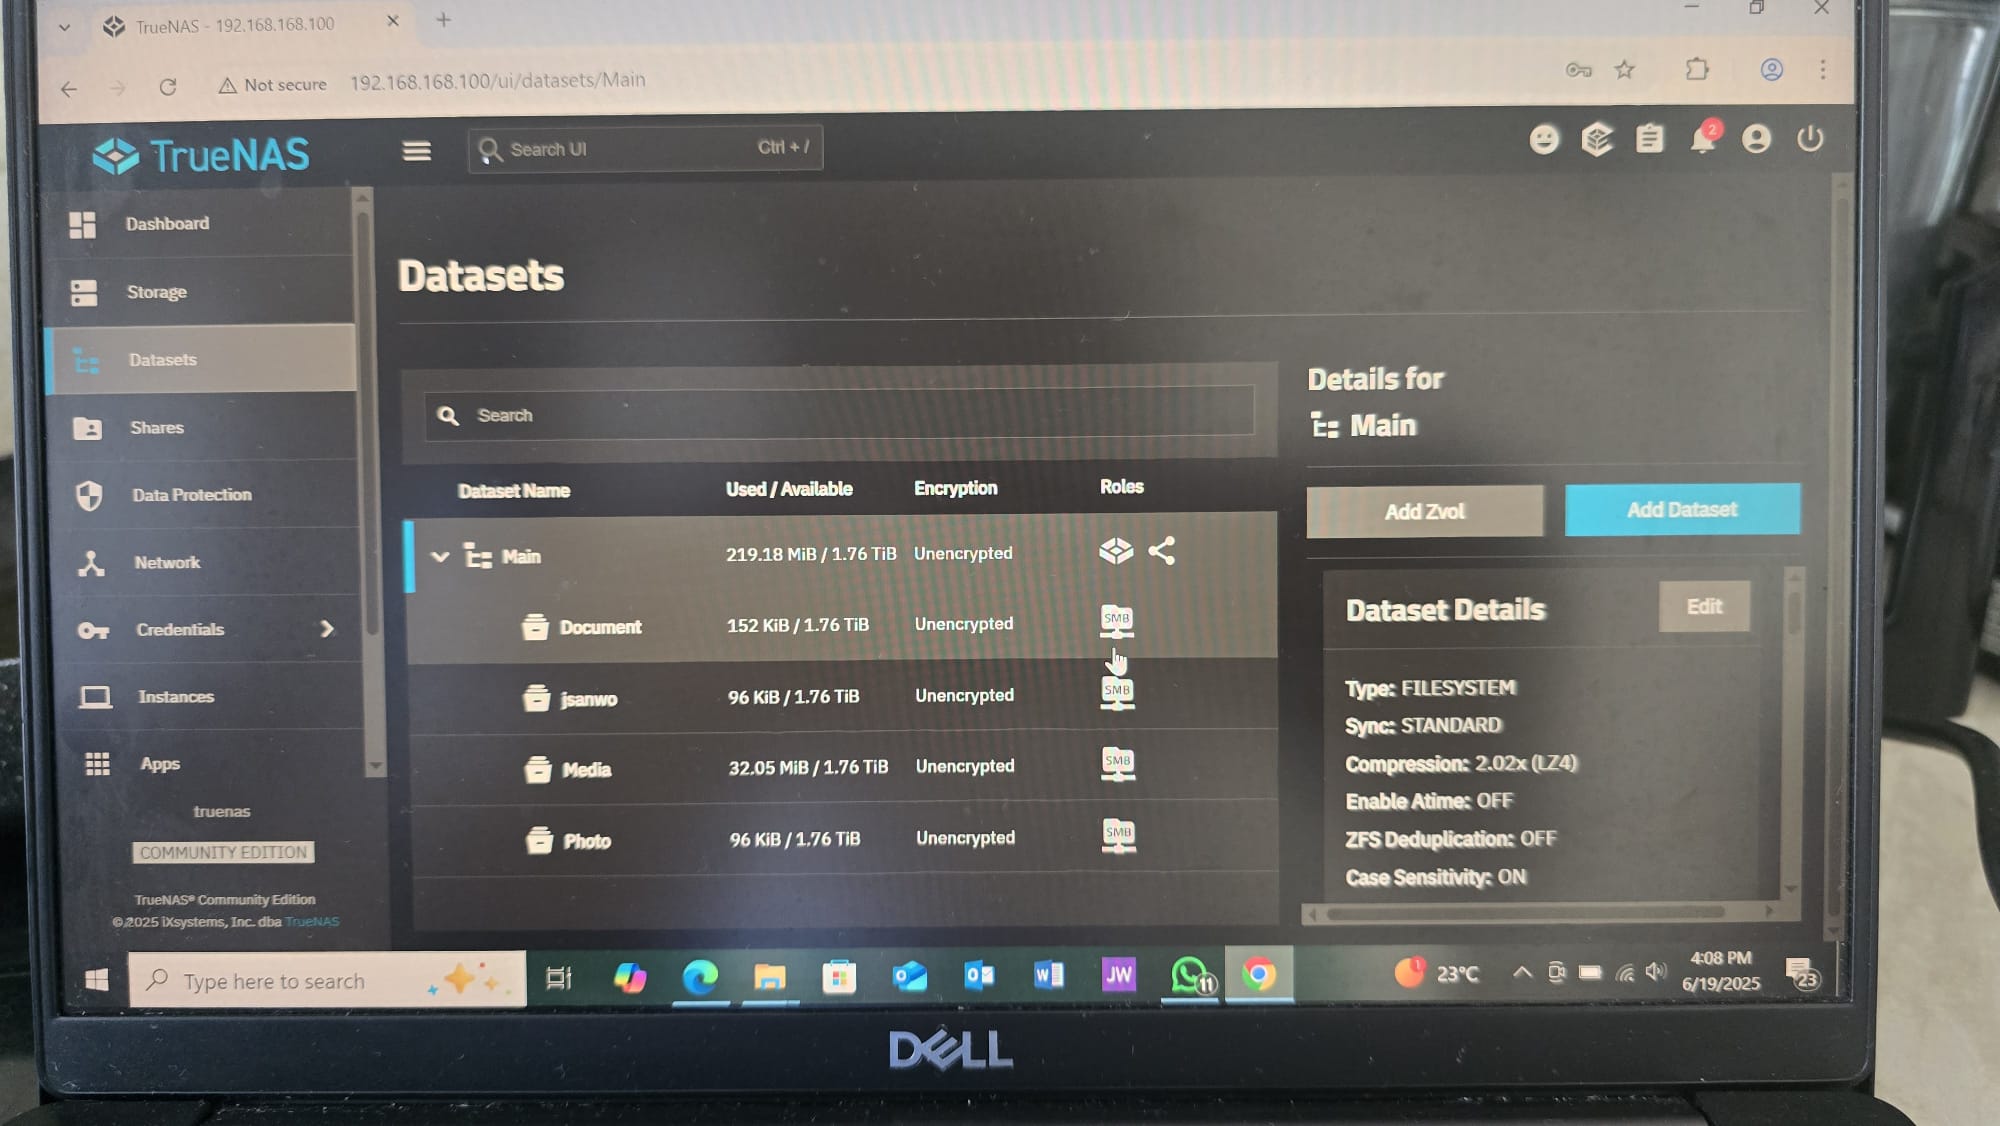 TrueNAS - 192.168.168.100
Not secure 192.168.168.100/ui/datasets/Main
TrueNAS
Search UI Ctrl + /
2
Dashboard
Storage
Datasets
Shares
Data Protection
Network
Credentials
Instances
Apps
truenas
COMMUNITY EDITION
TrueNAS® Community Edition
© 2025 iXsystems, Inc. dba TrueNAS
Datasets
Search
Dataset Name Used / Available Encryption Roles
Main 219.18 MiB / 1.76 TiB Unencrypted
Document 152 KiB / 1.76 TiB Unencrypted SMB
jsanwo 96 KiB / 1.76 TiB Unencrypted SMB
Media 32.05 MiB / 1.76 TiB Unencrypted SMB
Photo 96 KiB / 1.76 TiB Unencrypted SMB
Details for
Main
Add Zvol Add Dataset
Dataset Details Edit
Type: FILESYSTEM
Sync: STANDARD
Compression: 2.02x (LZ4)
Enable Atime: OFF
ZFS Deduplication: OFF
Case Sensitivity: ON
Type here to search
JW
11
1
23°C
4:08 PM
6/19/2025
23
DELL